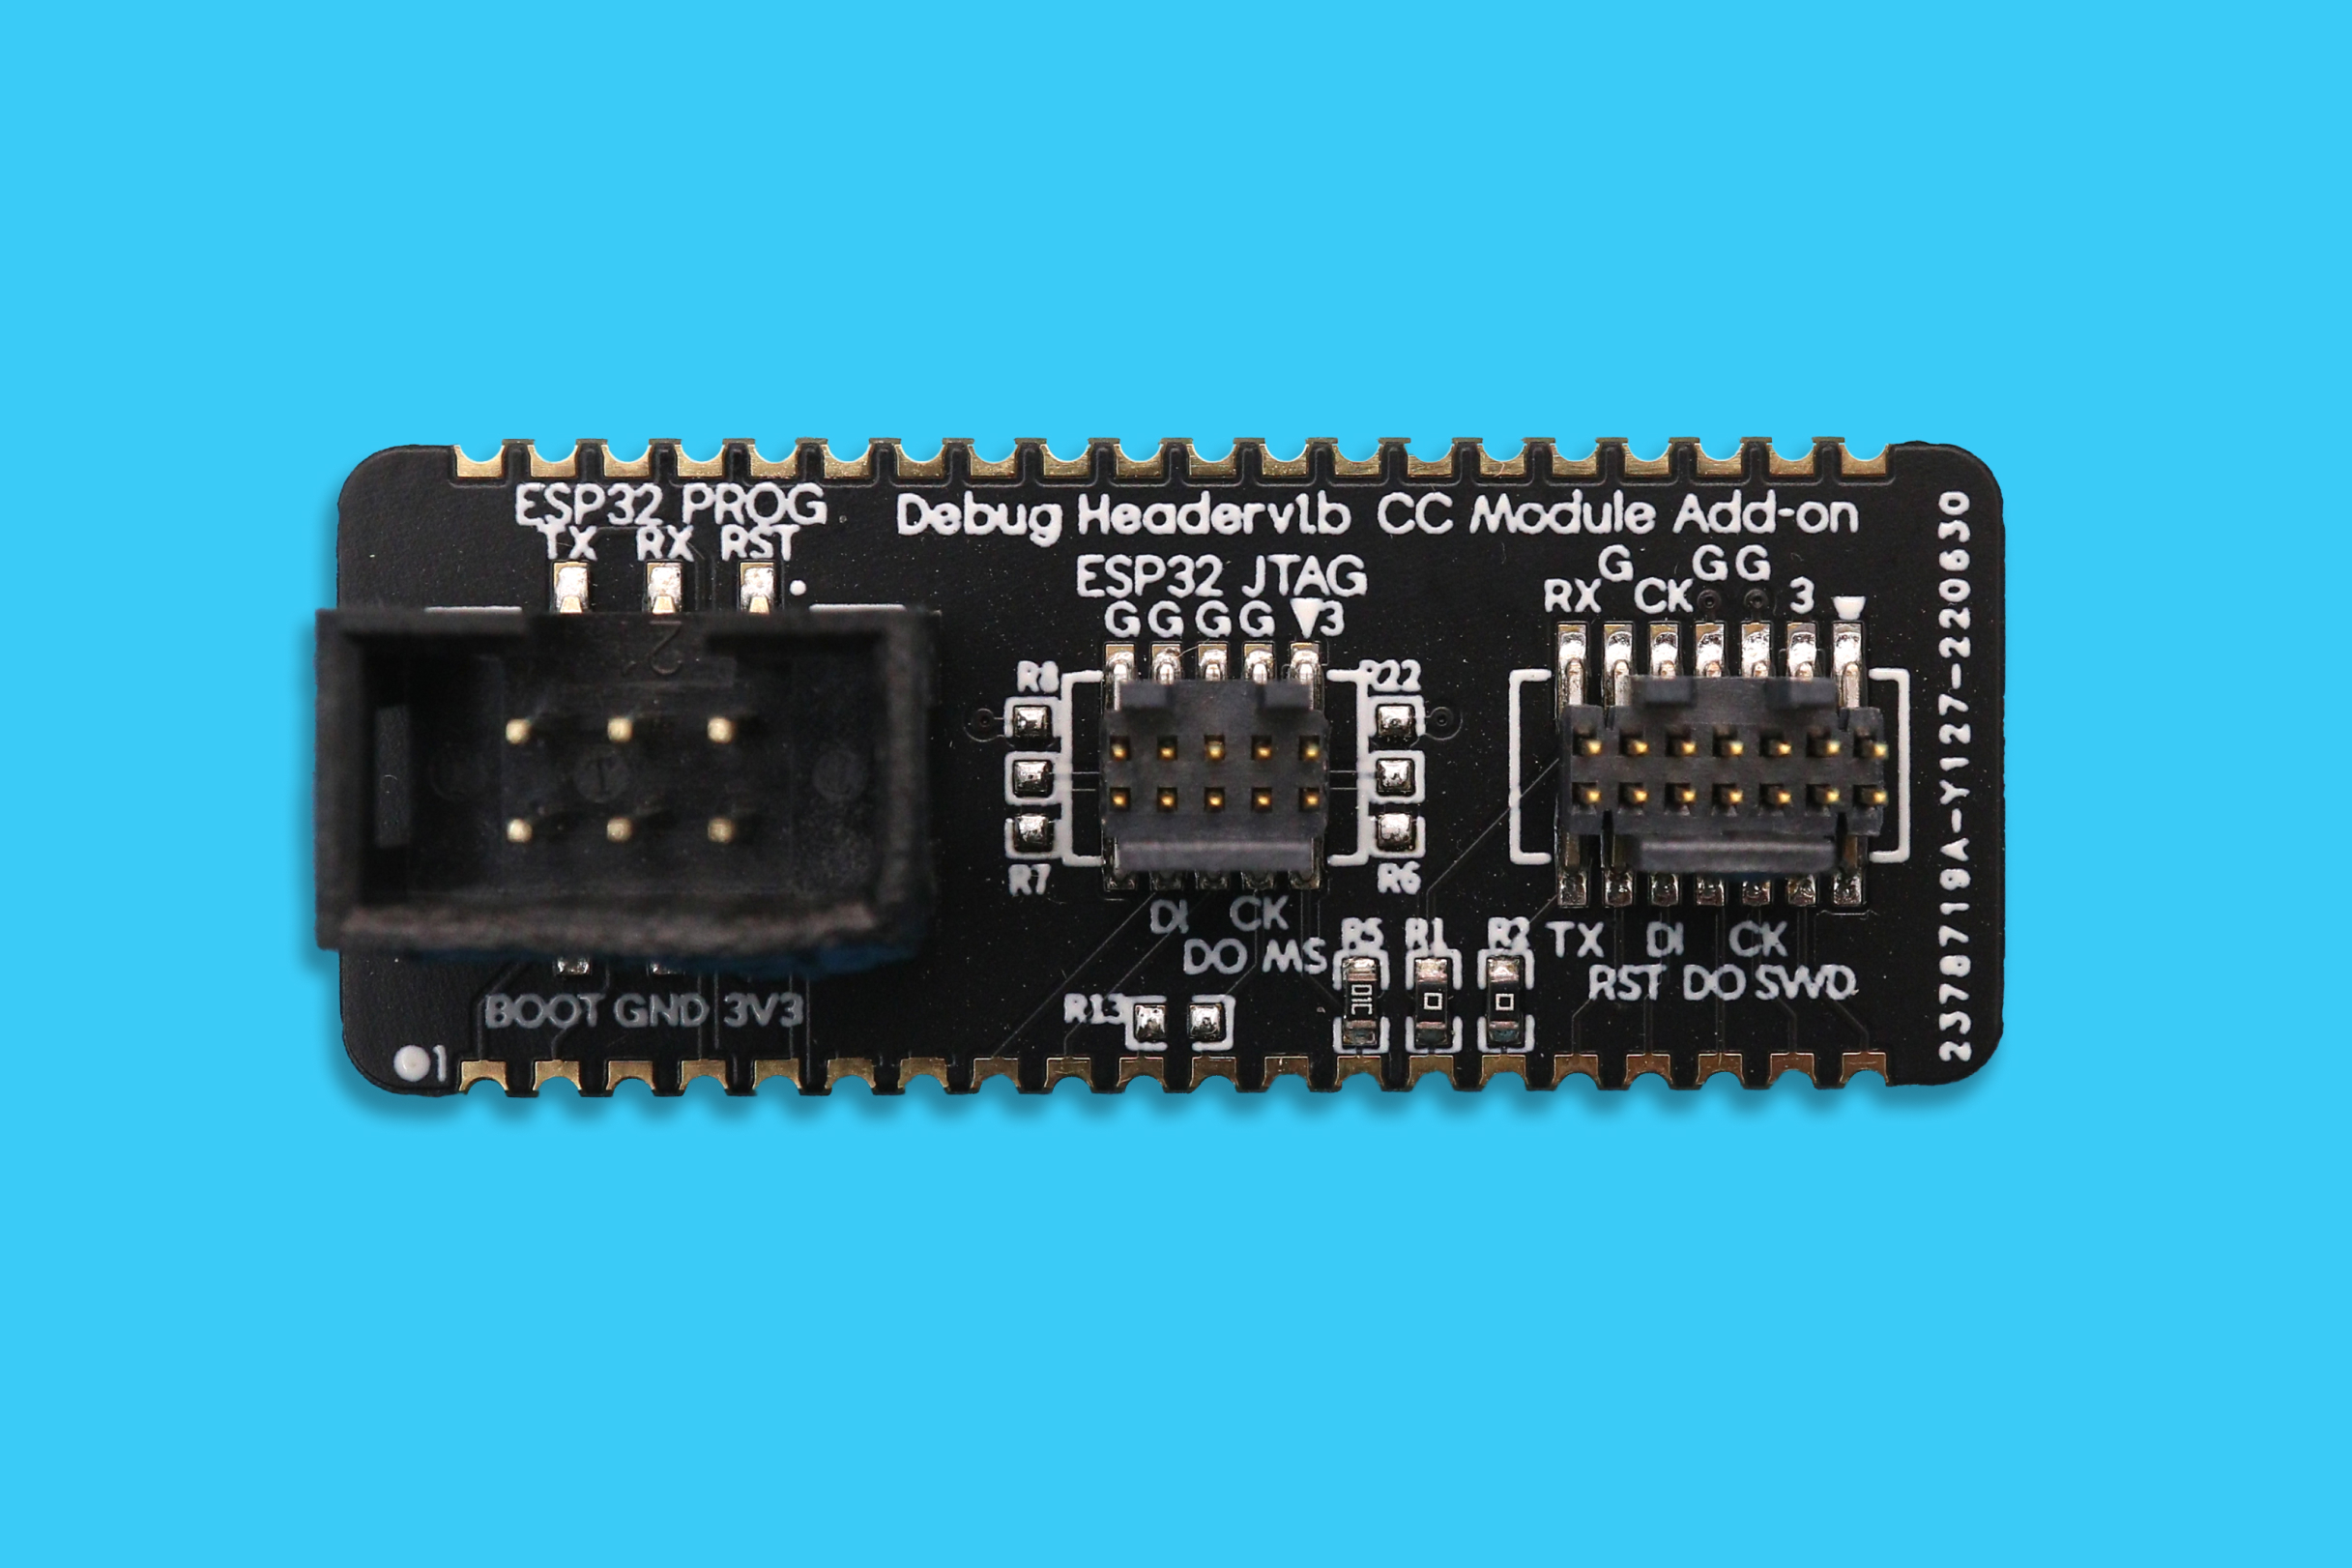 ESP32 PROG
TX RX RST
Debug Headerv1b CC Module Add-on
ESP32 JTAG
G G G G 3
G G G
RX CK 3
R8
R22
R7
R6
DI CK
DO MS
R5 R1 R2
TX DI CK
RST DO SWD
R13
BOOT GND 3V3
1
2378719A-Y127-220630